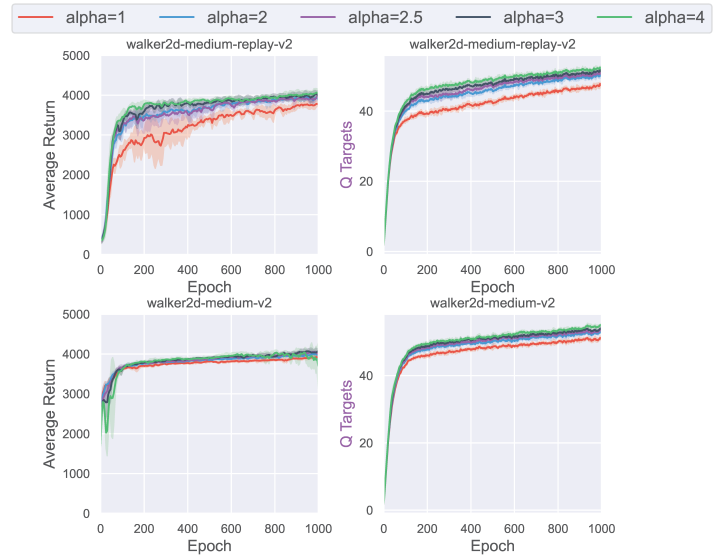 alpha=1 alpha=2 alpha=2.5 alpha=3 alpha=4
walker2d-medium-replay-v2 walker2d-medium-replay-v2
5000
4000
3000
2000
1000
0
Average Return
0 200 400 600 800 1000
Epoch
40
20
0
Q Targets
0 200 400 600 800 1000
Epoch
walker2d-medium-v2 walker2d-medium-v2
5000
4000
3000
2000
1000
0
Average Return
0 200 400 600 800 1000
Epoch
40
20
0
Q Targets
0 200 400 600 800 1000
Epoch